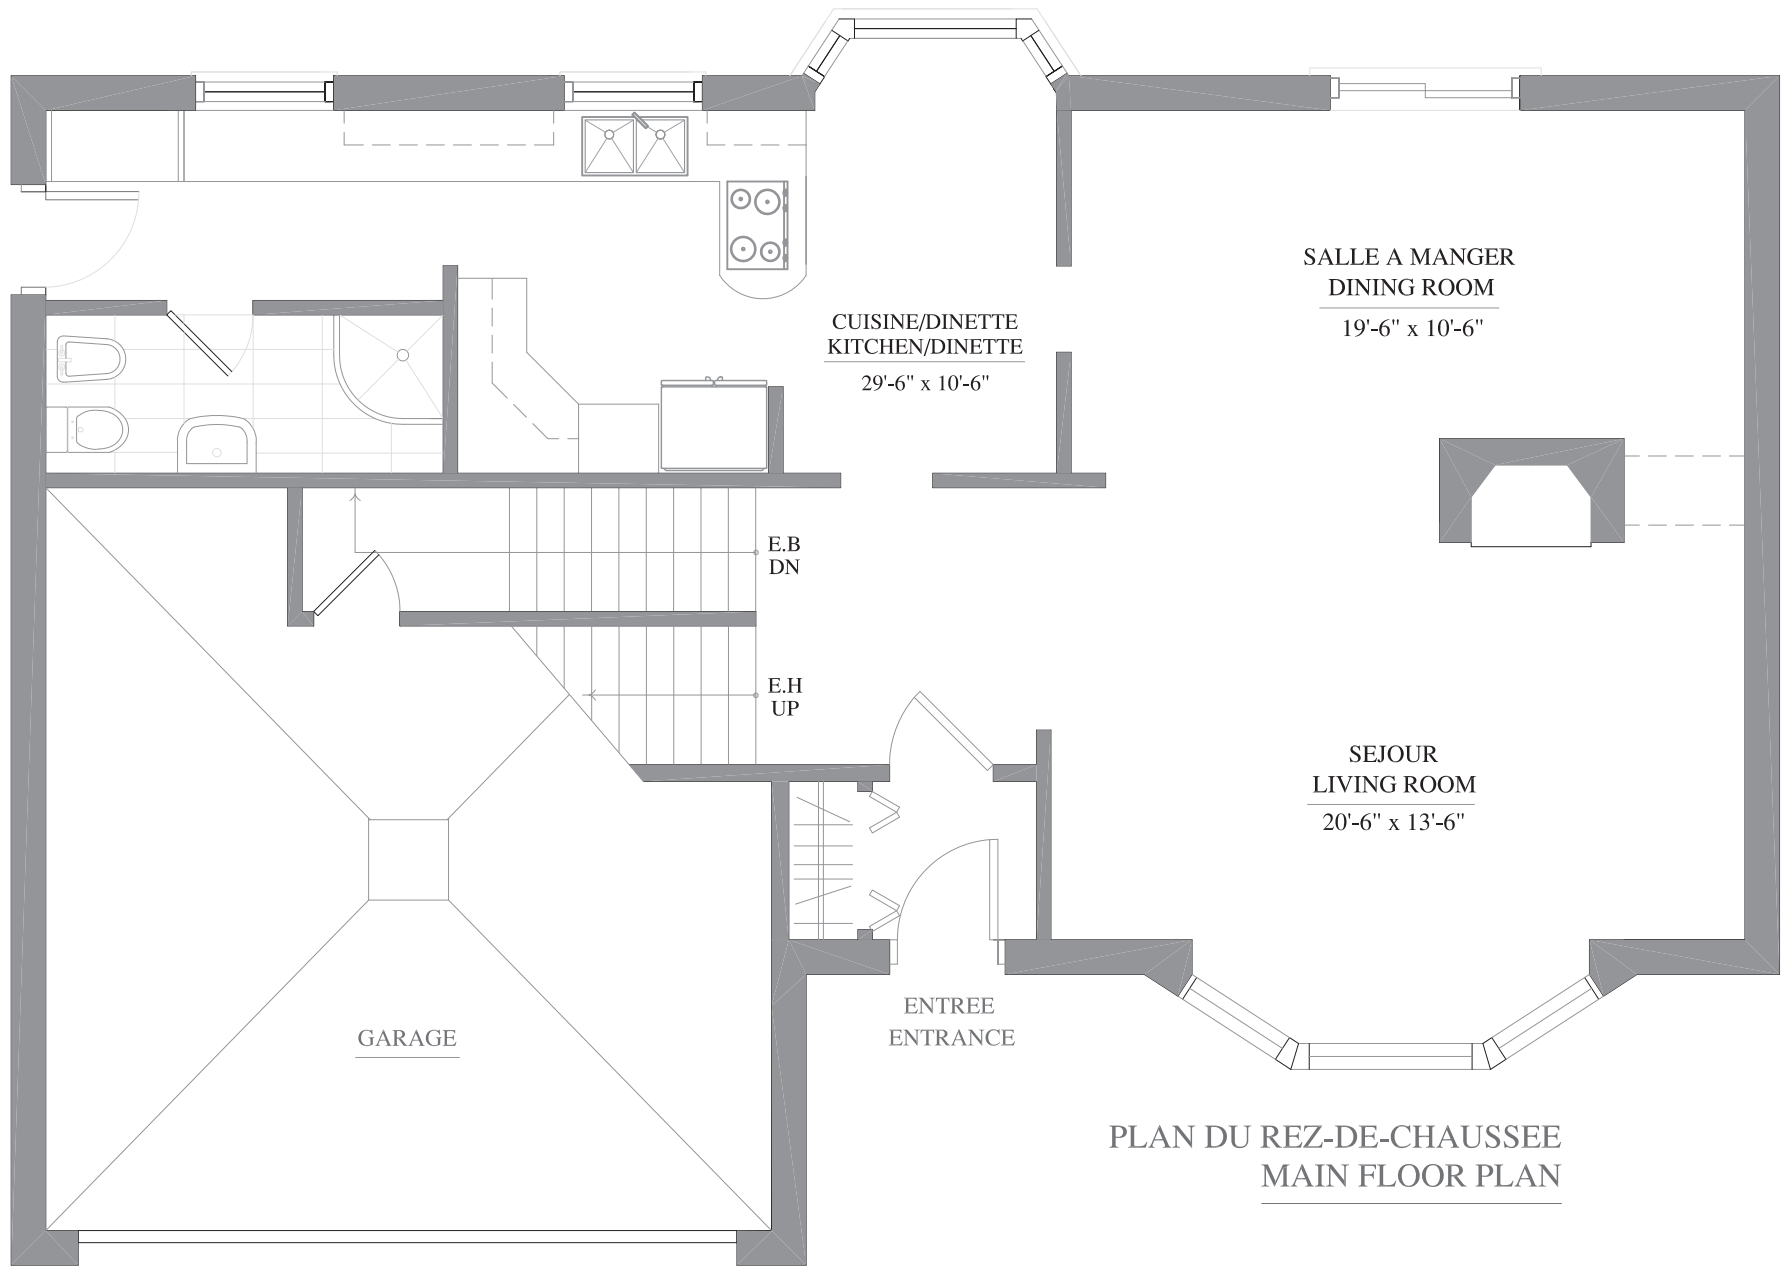 SALLE A MANGER
DINING ROOM
19'-6" x 10'-6"
CUISINE/DINETTE
KITCHEN/DINETTE
29'-6" x 10'-6"
E.B
DN
E.H
UP
SEJOUR
LIVING ROOM
20'-6" x 13'-6"
GARAGE
ENTREE
ENTRANCE
PLAN DU REZ-DE-CHAUSSEE
MAIN FLOOR PLAN